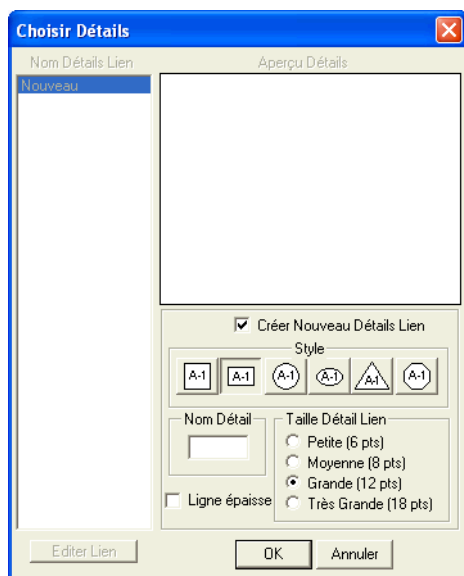 Choisir Détails
Nom Détails Lien
Aperçu Détails
Nouveau
Créer Nouveau Détails Lien
Style
A-1 A-1 A-1 A-1 A-1 A-1
Nom Détail
Taille Détail Lien
Petite (6 pts)
Moyenne (8 pts)
Grande (12 pts)
Ligne épaisse
Très Grande (18 pts)
Editer Lien
OK
Annuler